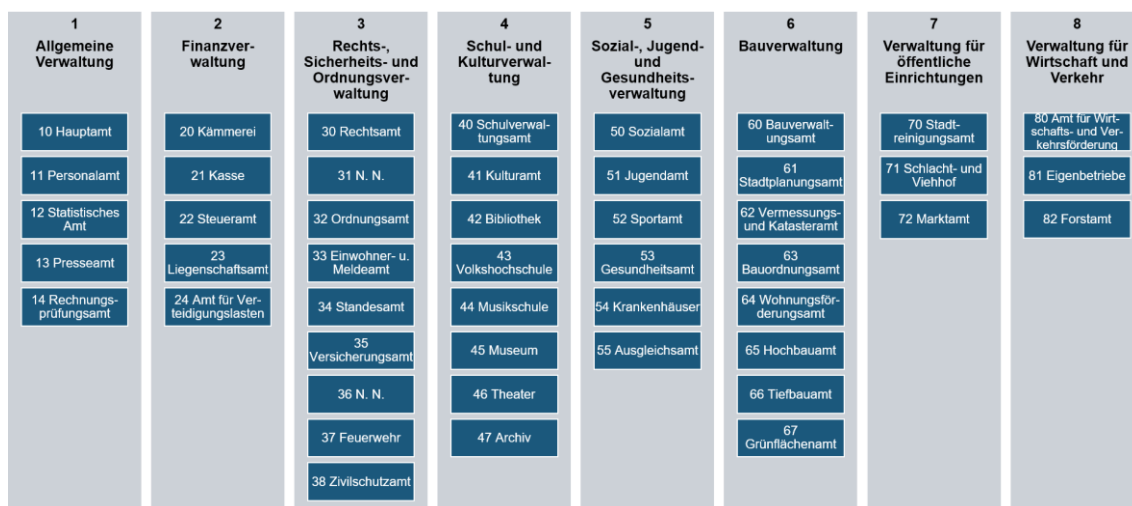 1
Allgemeine
Verwaltung
10 Hauptamt
11 Personalamt
12 Statistisches
Amt
13 Presseamt
14 Rechnungs-
prüfungsamt
2
Finanzver-
waltung
20 Kämmerei
21 Kasse
22 Steueramt
23
Liegenschaftsamt
24 Amt für Ver-
teidigungslasten
3
Rechts-,
Sicherheits- und
Ordnungsver-
waltung
30 Rechtsamt
31 N. N.
32 Ordnungsamt
33 Einwohner- u.
Meldeamt
34 Standesamt
35
Versicherungsamt
36 N. N.
37 Feuerwehr
38 Zivilschutzamt
4
Schul- und
Kulturverwal-
tung
40 Schulverwal-
tungsamt
41 Kulturamt
42 Bibliothek
43
Volkshochschule
44 Musikschule
45 Museum
46 Theater
47 Archiv
5
Sozial-, Jugend-
und
Gesundheits-
verwaltung
50 Sozialamt
51 Jugendamt
52 Sportamt
53
Gesundheitsamt
54 Krankenhäuser
55 Ausgleichsamt
6
Bauverwaltung
60 Bauverwalt-
ungsamt
61
Stadtplanungsamt
62 Vermessungs-
und Katasteramt
63
Bauordnungsamt
64 Wohnungsför-
derungsamt
65 Hochbauamt
66 Tiefbauamt
67
Grünflächenamt
7
Verwaltung für
öffentliche
Einrichtungen
70 Stadt-
reinigungsamt
71 Schlacht- und
Viehhof
72 Marktamt
8
Verwaltung für
Wirtschaft und
Verkehr
80 Amt für Wirt-
schafts- und Ver-
kehrsförderung
81 Eigenbetriebe
82 Forstamt